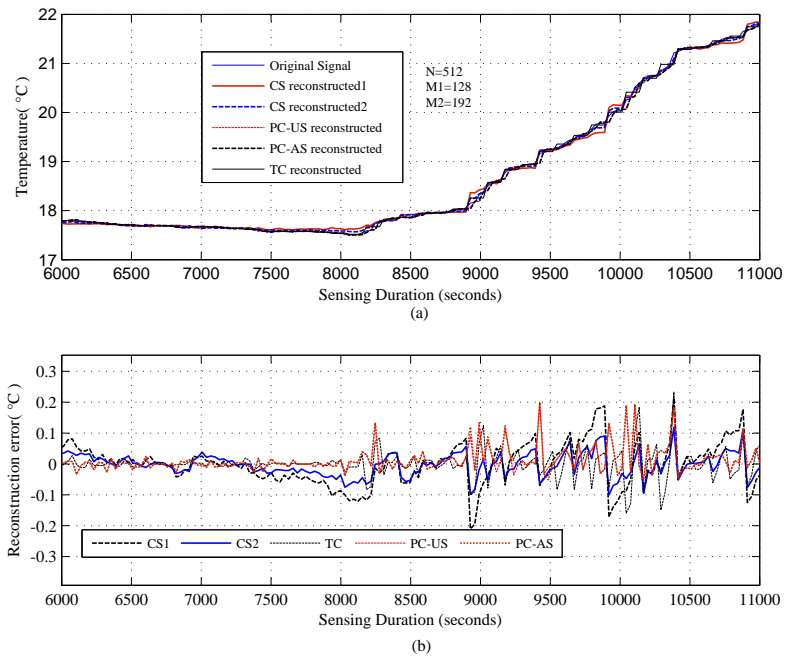 22
21
20
19
18
17
Temperature( °C)
Original Signal
CS reconstructed1
CS reconstructed2
PC-US reconstructed
PC-AS reconstructed
TC reconstructed
N=512
M1=128
M2=192
6000 6500 7000 7500 8000 8500 9000 9500 10000 10500 11000
Sensing Duration (seconds)
(a)
0.3
0.2
0.1
0
-0.1
-0.2
-0.3
Reconstruction error( °C)
CS1 CS2 TC PC-US PC-AS
6000 6500 7000 7500 8000 8500 9000 9500 10000 10500 11000
Sensing Duration (seconds)
(b)